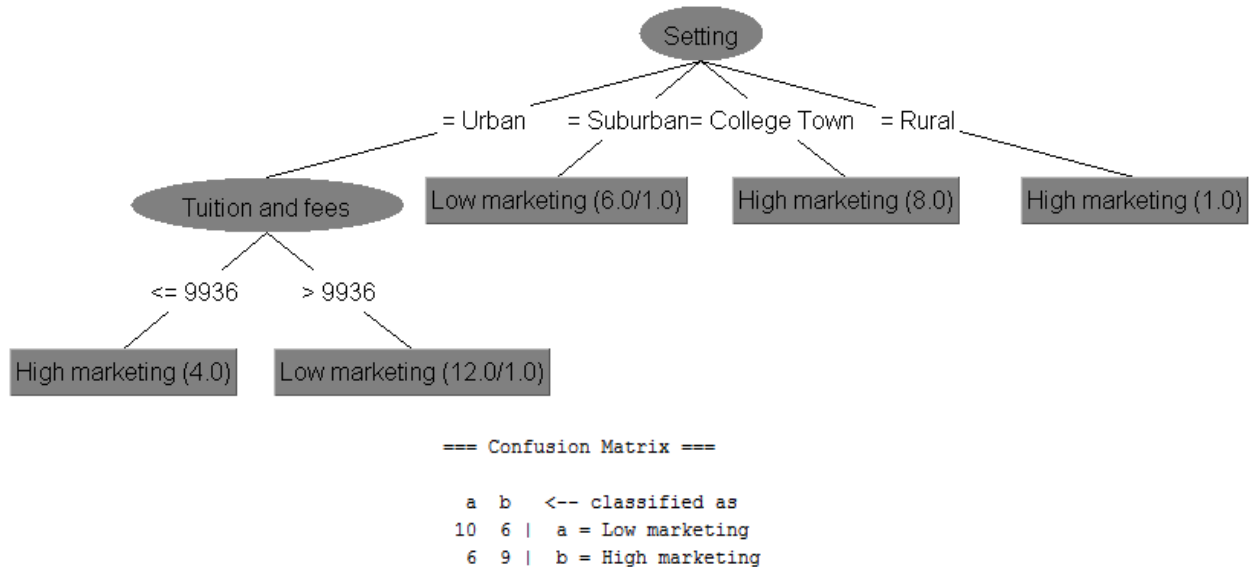 Setting
= Urban = Suburban= College Town = Rural
Tuition and fees Low marketing (6.0/1.0) High marketing (8.0) High marketing (1.0)
<= 9936 > 9936
High marketing (4.0) Low marketing (12.0/1.0)
=== Confusion Matrix ===
a b <-- classified as
10 6 | a = Low marketing
6 9 | b = High marketing